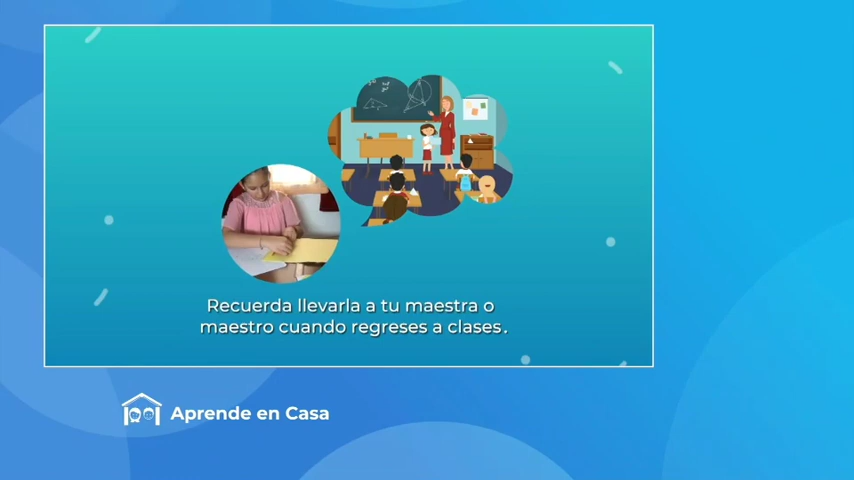 Recuerda llevarla a tu maestra o
maestro cuando regreses a clases.
Aprende en Casa